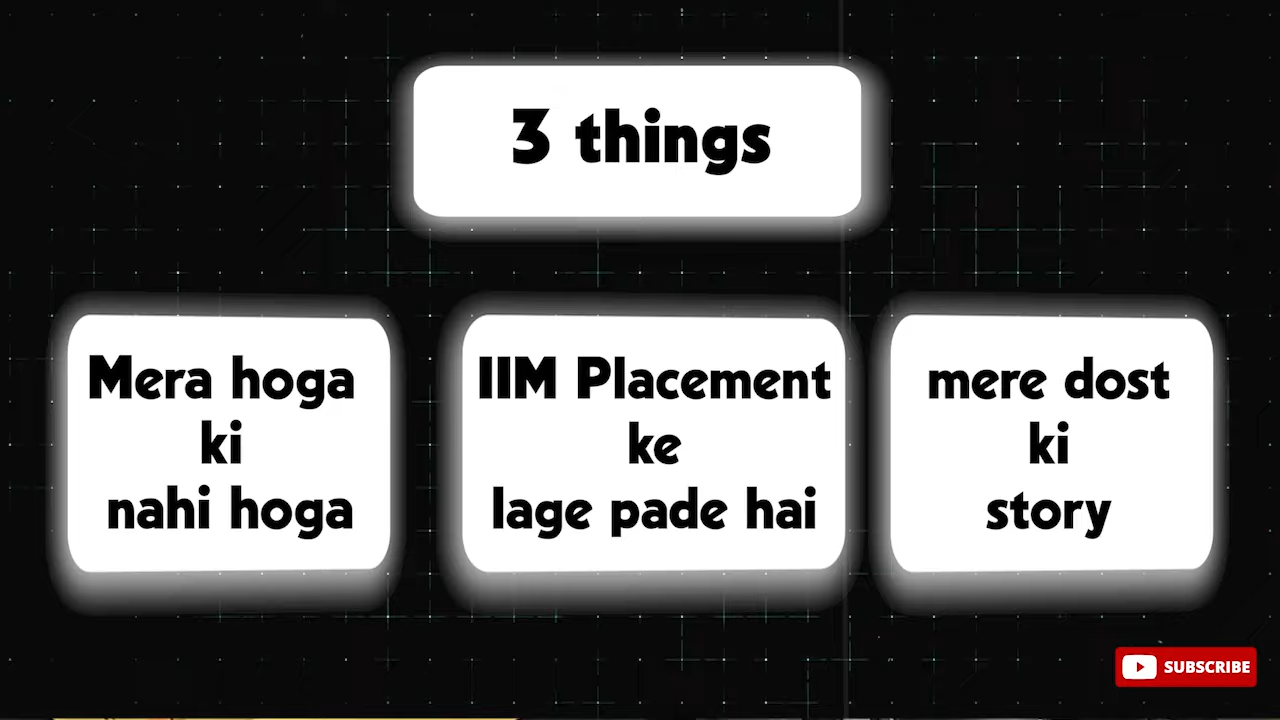 3 things
Mera hoga
ki
nahi hoga
IIM Placement
ke
lage pade hai
mere dost
ki
story
SUBSCRIBE